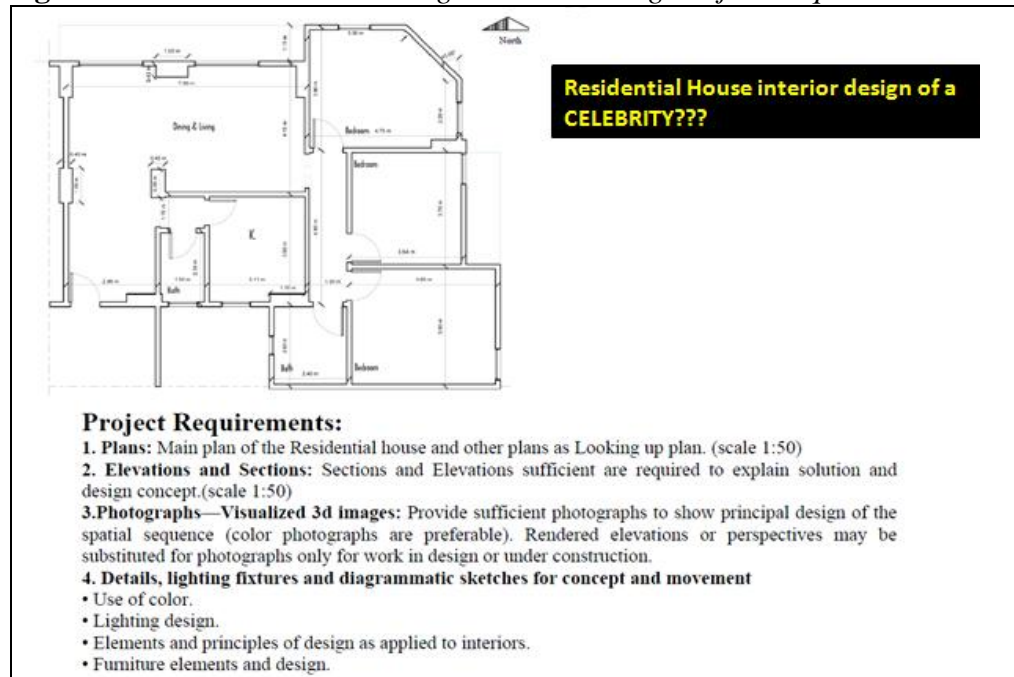 North
Residential House interior design of a
CELEBRITY???
Dining & Living
Bedroom
Bedroom
K.
Bath
Bath
Bedroom
Project Requirements:
1. Plans: Main plan of the Residential house and other plans as Looking up plan. (scale 1:50)
2. Elevations and Sections: Sections and Elevations sufficient are required to explain solution and
design concept.(scale 1:50)
3.Photographs—Visualized 3d images: Provide sufficient photographs to show principal design of the
spatial sequence (color photographs are preferable). Rendered elevations or perspectives may be
substituted for photographs only for work in design or under construction.
4. Details, lighting fixtures and diagrammatic sketches for concept and movement
• Use of color.
• Lighting design.
• Elements and principles of design as applied to interiors.
• Furniture elements and design.